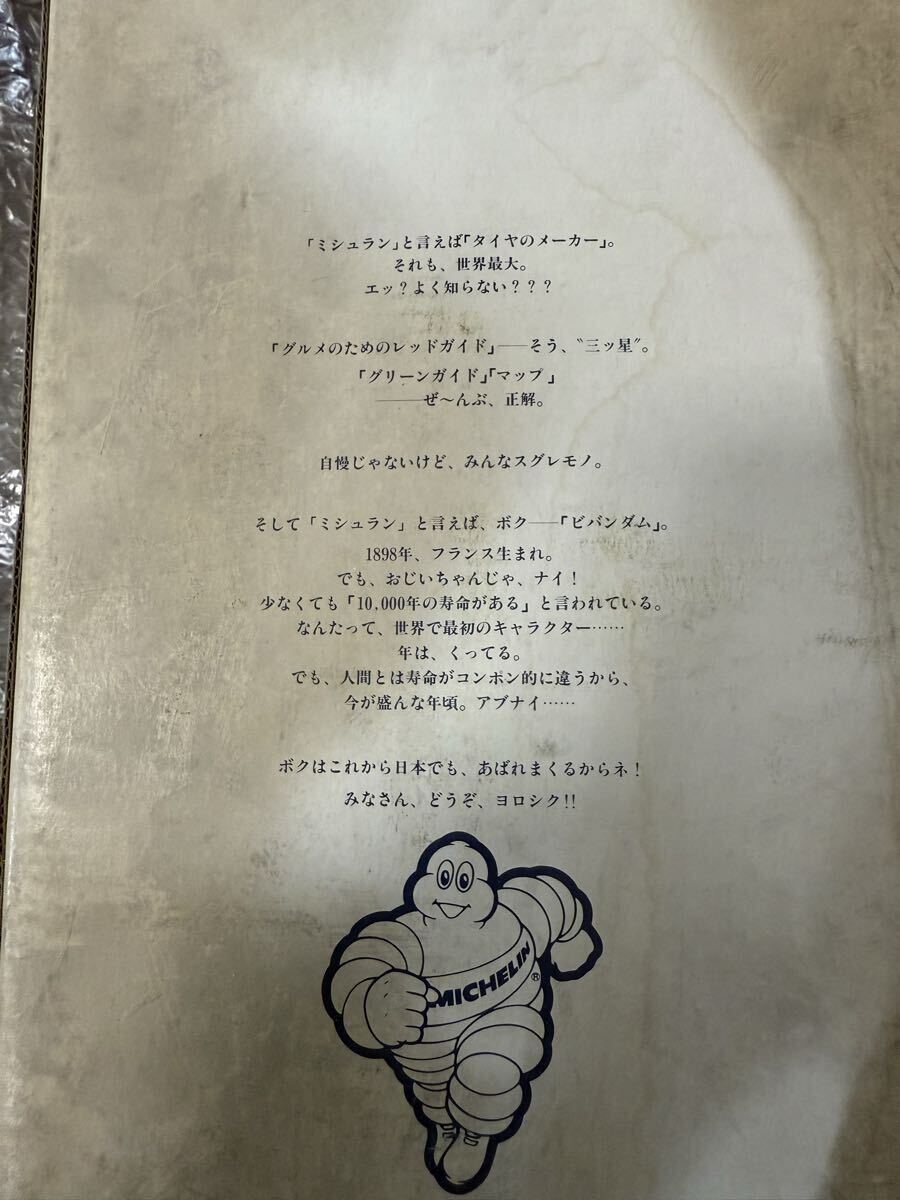 「ミシュラン」と言えば「タイヤのメーカー」。
それも、世界最大。
エッ？よく知らない？？？
「グルメのためのレッドガイド」――そう、〝三ッ星〟。
「グリーンガイド」「マップ」
――ぜ〜んぶ、正解。
自慢じゃないけど、みんなスグレモノ。
そして「ミシュラン」と言えば、ボク――「ビバンダム」。
1898年、フランス生まれ。
でも、おじいちゃんじゃ、ナイ！
少なくても「10,000年の寿命がある」と言われている。
なんたって、世界で最初のキャラクター……
年は、くってる。
でも、人間とは寿命がコンポン的に違うから、
今が盛んな年頃。アブナイ……
ボクはこれから日本でも、あばれまくるからネ！
みなさん、どうぞ、ヨロシク!!
MICHELIN®